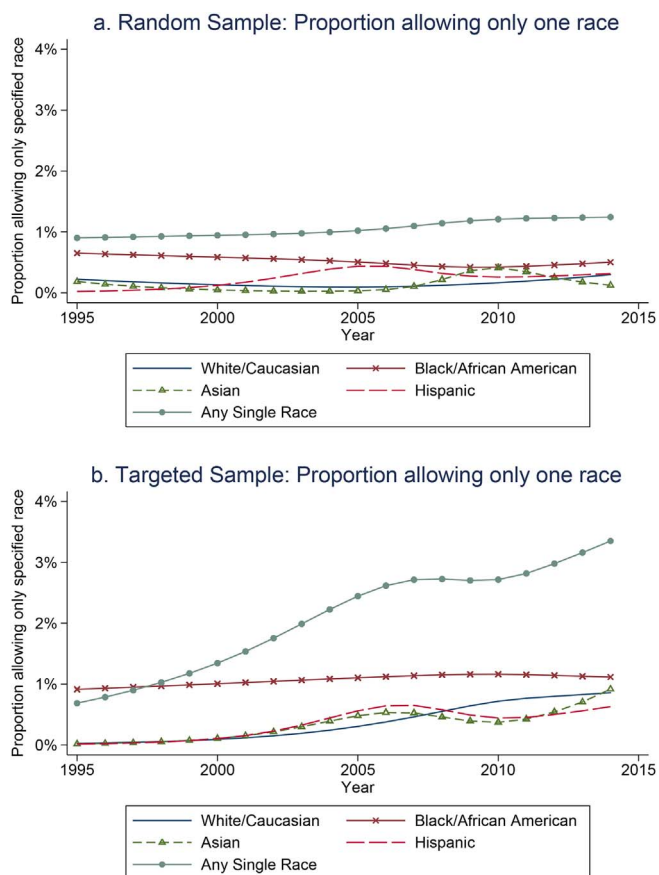 a. Random Sample: Proportion allowing only one race
Proportion allowing only specified race
4%
3%
2%
1%
0%
1995 2000 2005 2010 2015
Year
White/Caucasian Black/African American
Asian Hispanic
Any Single Race
b. Targeted Sample: Proportion allowing only one race
Proportion allowing only specified race
4%
3%
2%
1%
0%
1995 2000 2005 2010 2015
Year
White/Caucasian Black/African American
Asian Hispanic
Any Single Race